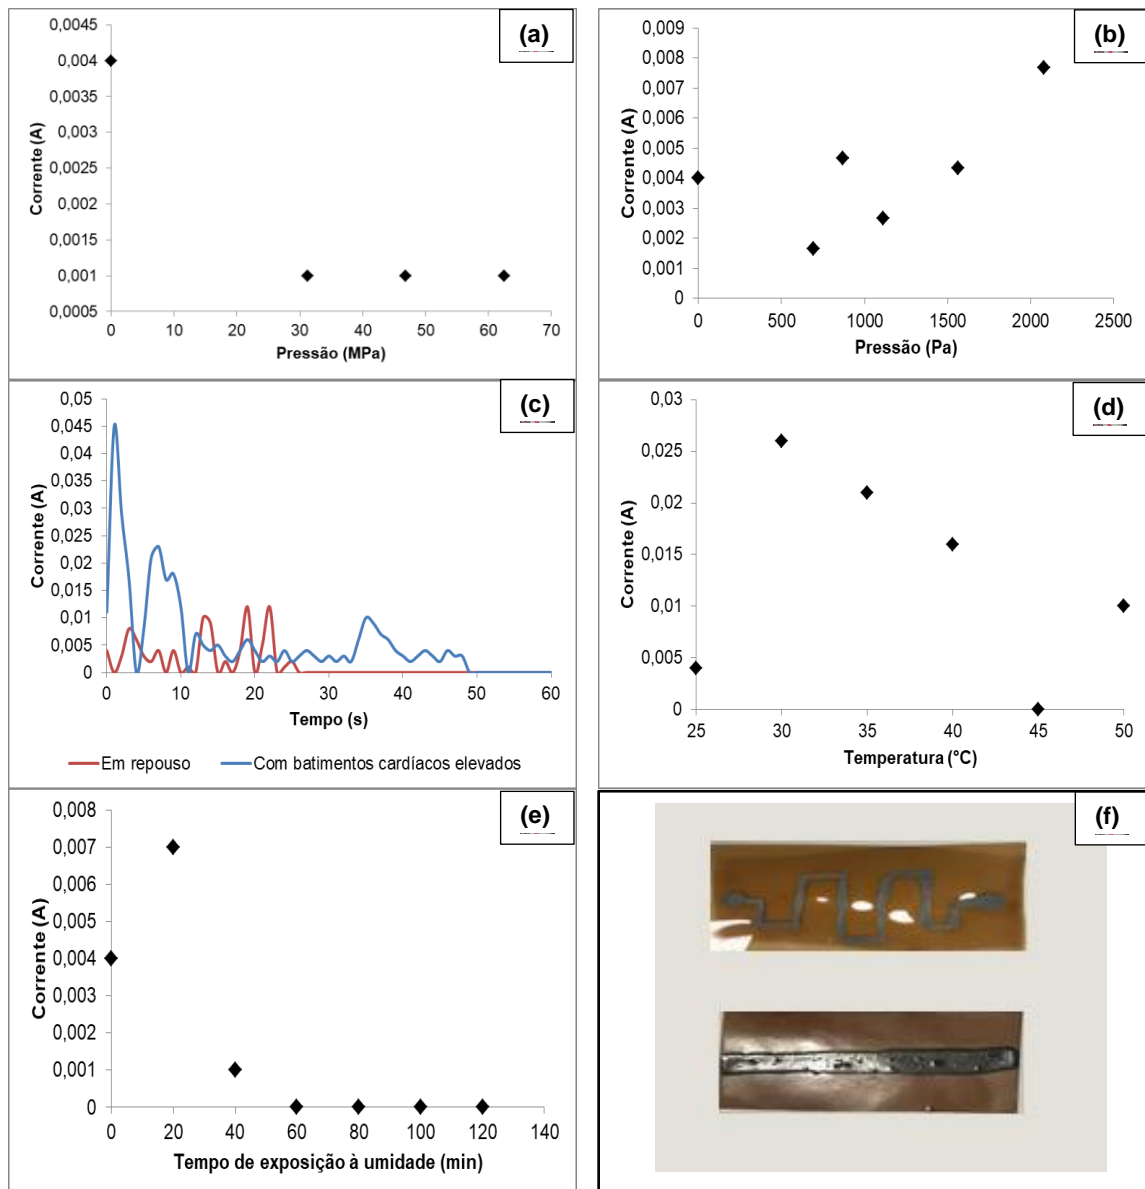 (a)
0,0045
0,004
0,0035
0,003
0,0025
0,002
0,0015
0,001
0,0005
Corrente (A)
0 10 20 30 40 50 60 70
Pressão (MPa)
(b)
0,009
0,008
0,007
0,006
0,005
0,004
0,003
0,002
0,001
0
Corrente (A)
0 500 1000 1500 2000 2500
Pressão (Pa)
(c)
0,05
0,045
0,04
0,035
0,03
0,025
0,02
0,015
0,01
0,005
0
Corrente (A)
0 10 20 30 40 50 60
Tempo (s)
Em repouso Com batimentos cardíacos elevados
(d)
0,03
0,025
0,02
0,015
0,01
0,005
0
Corrente (A)
25 30 35 40 45 50
Temperatura (°C)
(e)
0,008
0,007
0,006
0,005
0,004
0,003
0,002
0,001
0
Corrente (A)
0 20 40 60 80 100 120 140
Tempo de exposição à umidade (min)
(f)